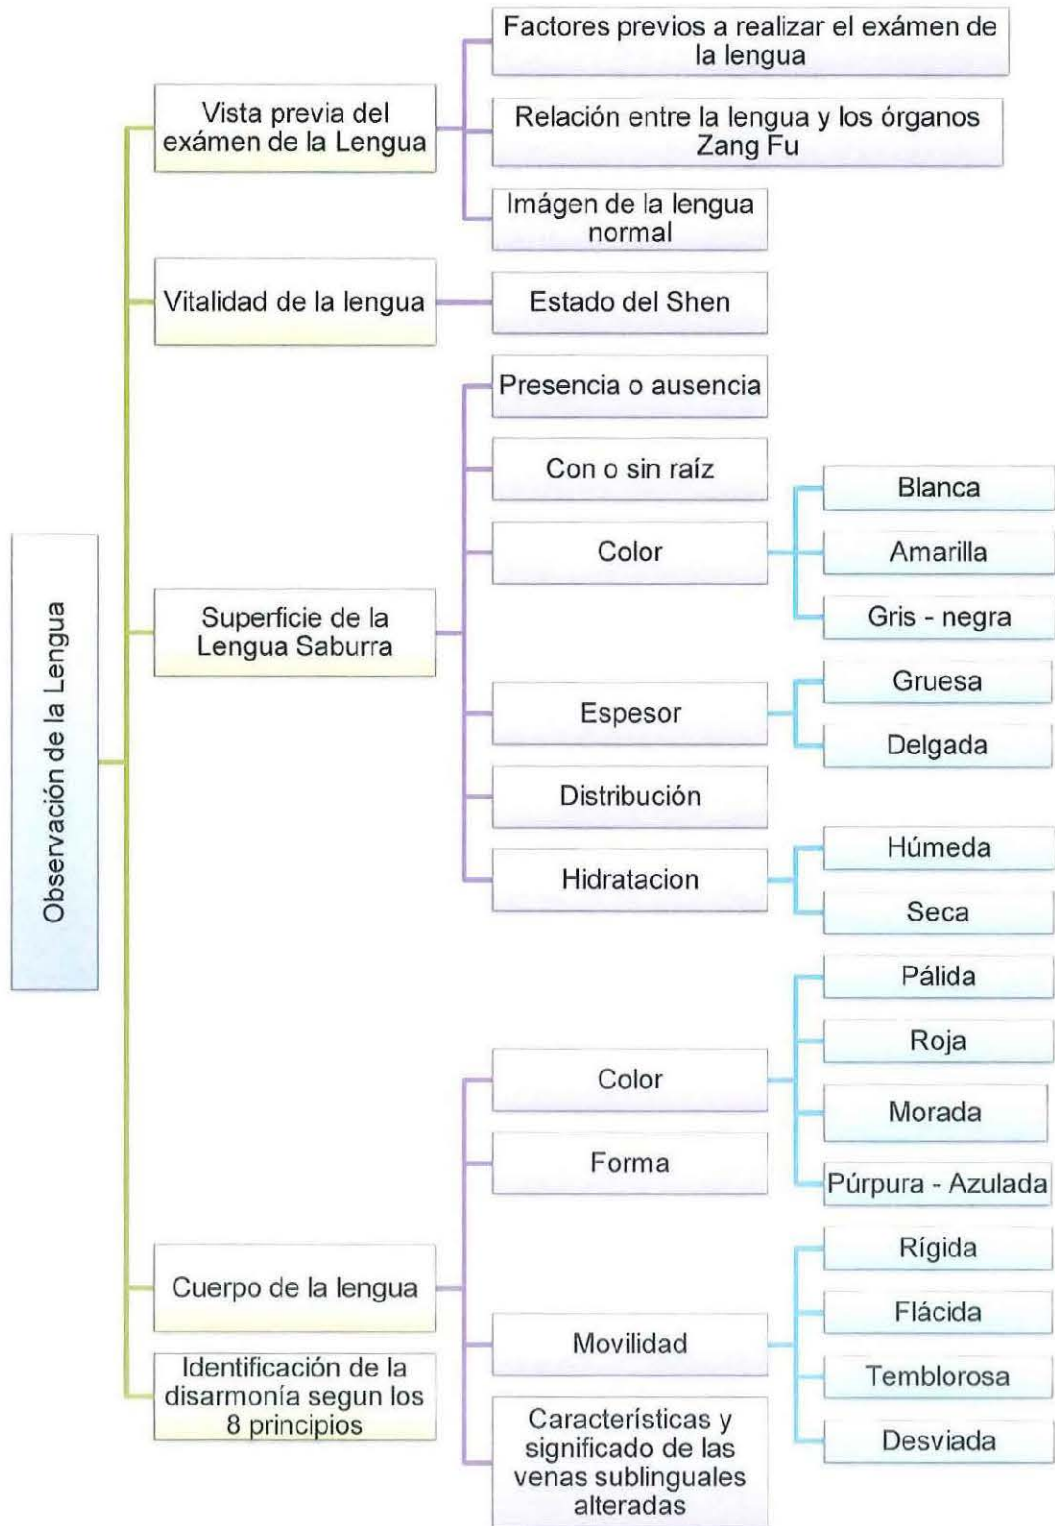 Observación de la Lengua
Vista previa del
exámen de la Lengua
Factores previos a realizar el exámen de
la lengua
Relación entre la lengua y los órganos
Zang Fu
Imágen de la lengua
normal
Vitalidad de la lengua
Estado del Shen
Superficie de la
Lengua Saburra
Presencia o ausencia
Con o sin raíz
Color
Blanca
Amarilla
Gris - negra
Espesor
Gruesa
Delgada
Distribución
Hidratacion
Húmeda
Seca
Cuerpo de la lengua
Color
Pálida
Roja
Morada
Púrpura - Azulada
Forma
Movilidad
Rígida
Flácida
Temblorosa
Desviada
Características y
significado de las
venas sublinguales
alteradas
Identificación de la
disarmonía segun los
8 principios